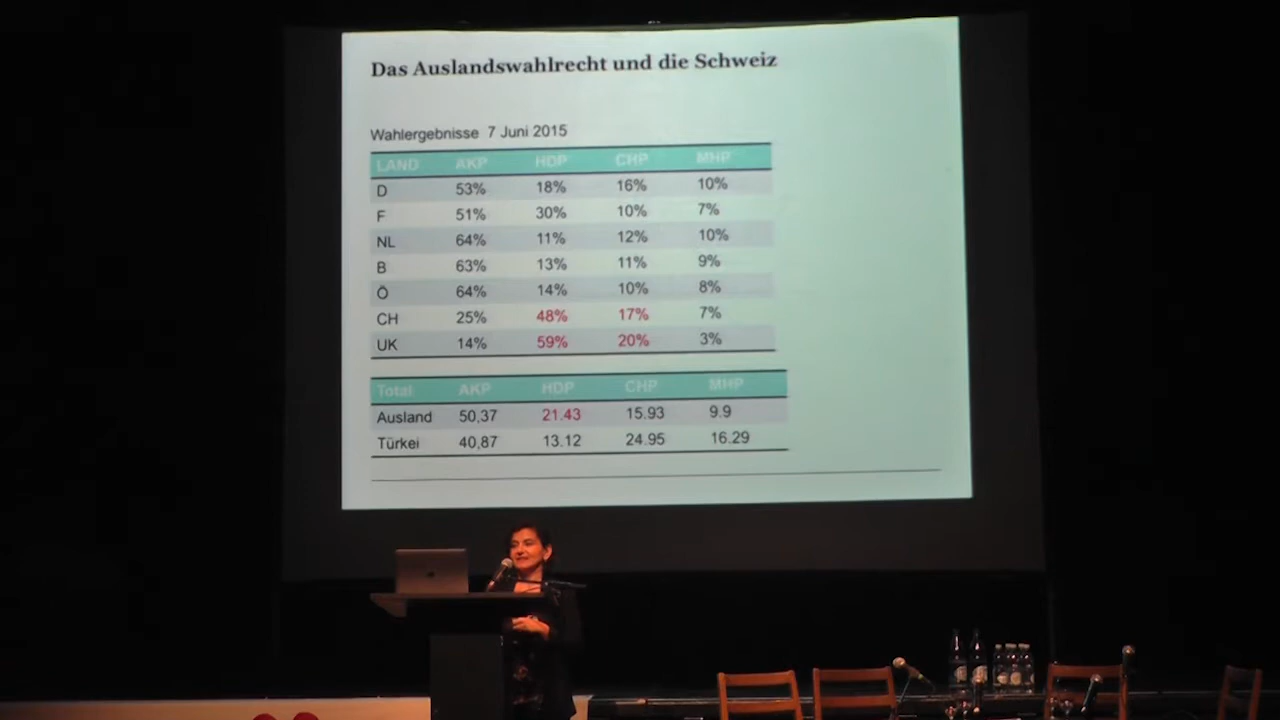 Das Auslandswahlrecht und die Schweiz
Wahlergebnisse 7 Juni 2015
LAND AKP HDP CHP MHP
D 53% 18% 16% 10%
F 51% 30% 10% 7%
NL 64% 11% 12% 10%
B 63% 13% 11% 9%
Ö 64% 14% 10% 8%
CH 25% 48% 17% 7%
UK 14% 59% 20% 3%
Total AKP HDP CHP MHP
Ausland 50,37 21.43 15.93 9.9
Türkei 40,87 13.12 24.95 16.29